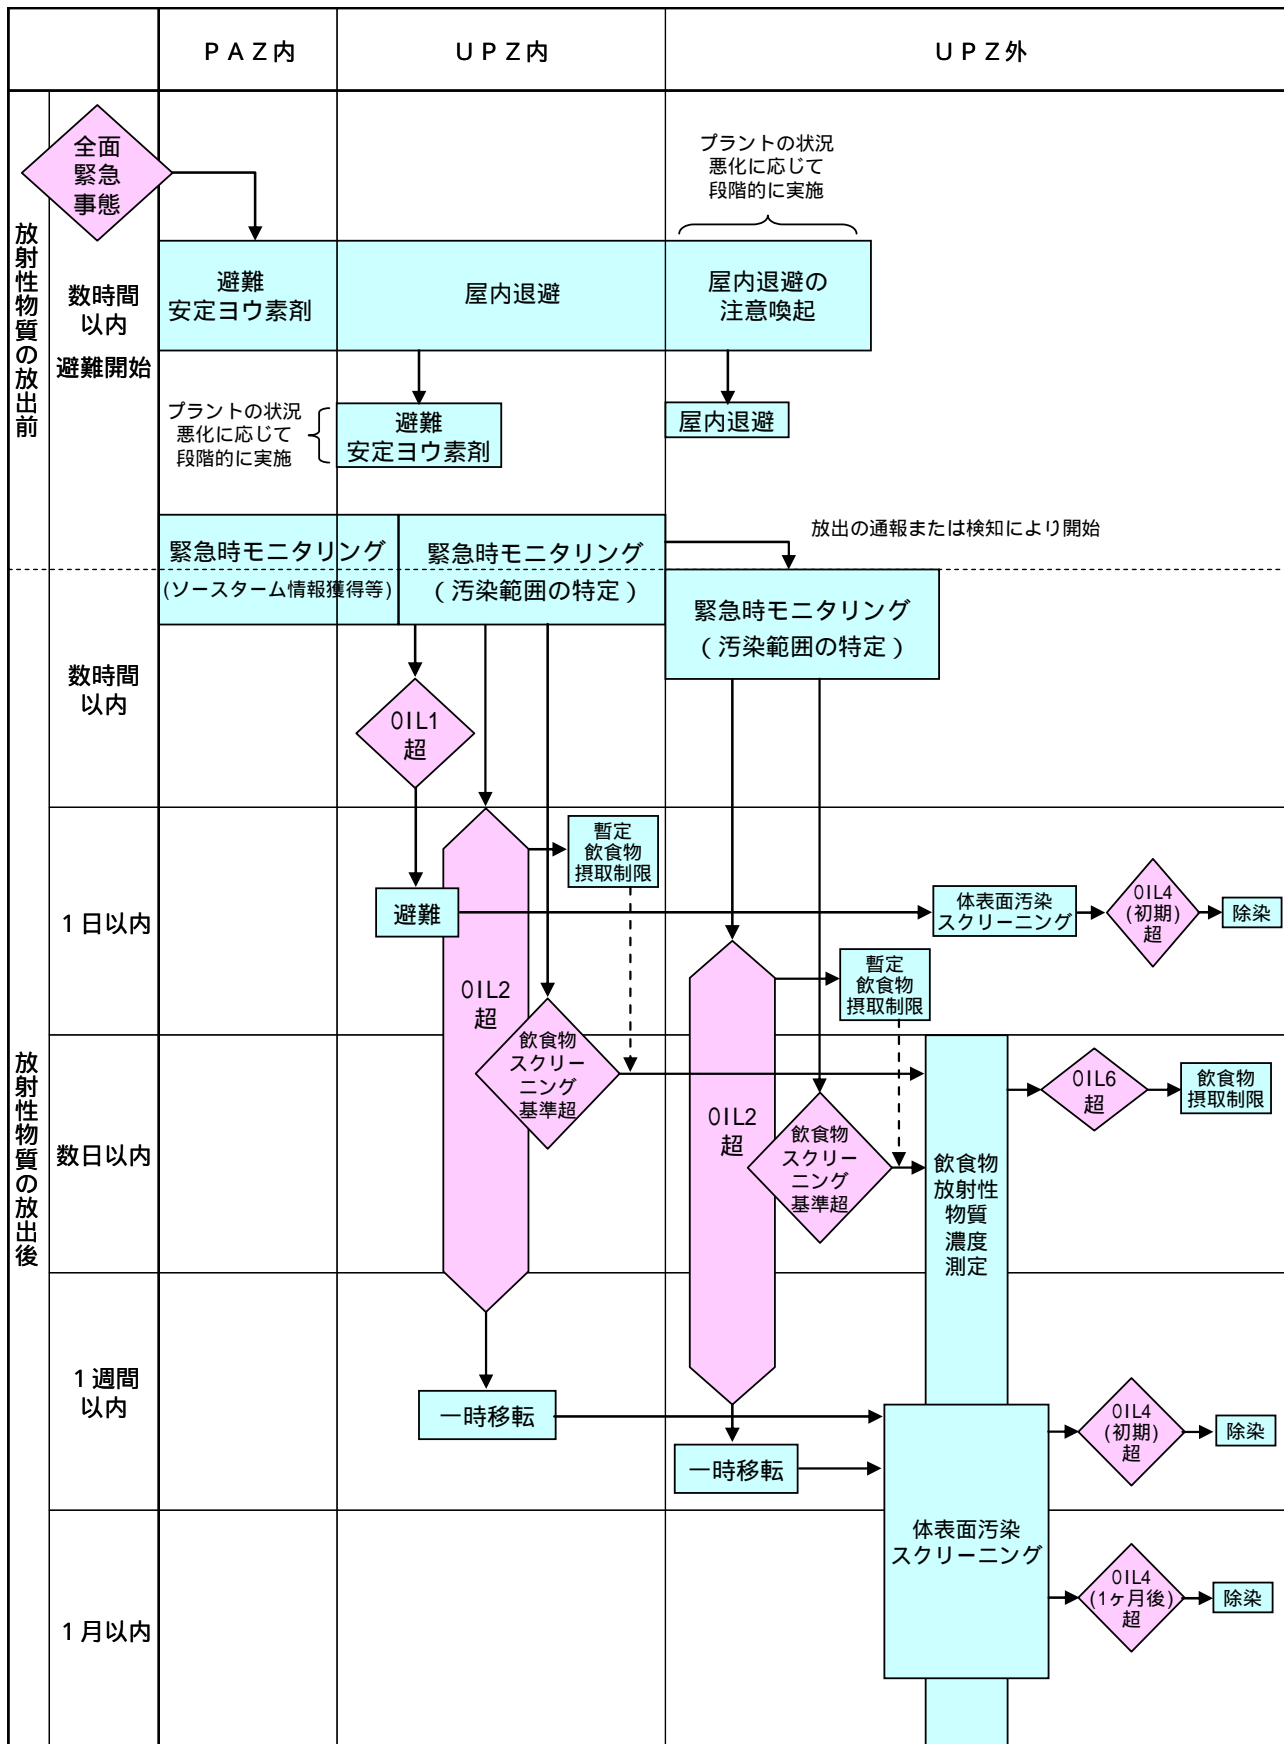 ＰＡＺ内
ＵＰＺ内
ＵＰＺ外
放射性物質の放出前
全面
緊急
事態
プラントの状況
悪化に応じて
段階的に実施
数時間
以内
避難開始
避難
安定ヨウ素剤
屋内退避
屋内退避の
注意喚起
プラントの状況
悪化に応じて
段階的に実施
避難
安定ヨウ素剤
屋内退避
緊急時モニタリング
(ソースターム情報獲得等)
緊急時モニタリング
（汚染範囲の特定）
放出の通報または検知により開始
緊急時モニタリング
（汚染範囲の特定）
放射性物質の放出後
数時間
以内
OIL1
超
１日以内
避難
OIL2
超
暫定
飲食物
摂取制限
体表面汚染
スクリーニング
OIL4
(初期)
超
除染
暫定
飲食物
摂取制限
数日以内
飲食物
スクリー
ニング
基準超
OIL2
超
飲食物
スクリー
ニング
基準超
飲食物
放射性
物質
濃度
測定
OIL6
超
飲食物
摂取制限
１週間
以内
一時移転
一時移転
OIL4
(初期)
超
除染
体表面汚染
スクリーニング
１月以内
OIL4
(1ヶ月後)
超
除染